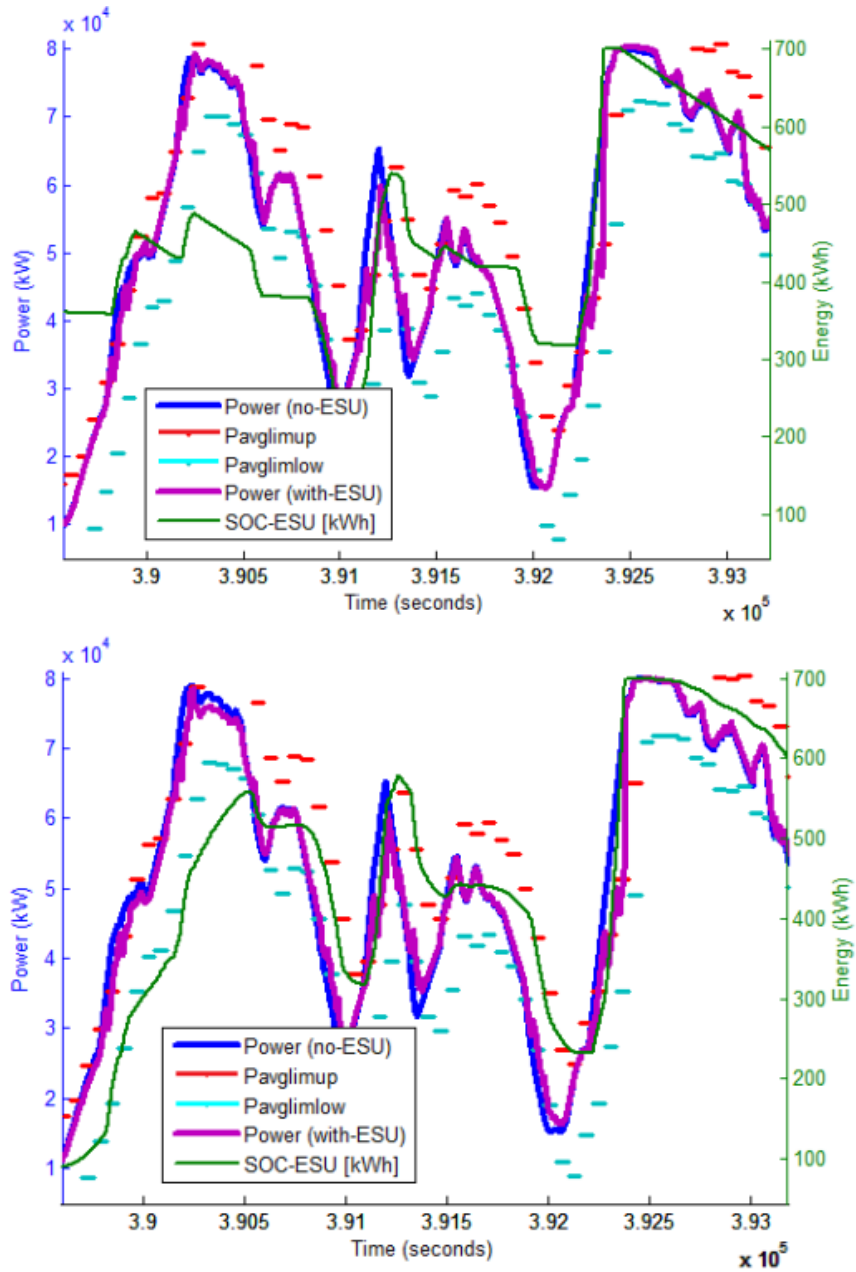 x 10^4
8
7
6
5
4
3
2
1
Power (kW)
700
600
500
400
300
200
100
Energy (kWh)
Power (no-ESU)
Pavglimup
Pavglimlow
Power (with-ESU)
SOC-ESU [kWh]
3.9 3.905 3.91 3.915 3.92 3.925 3.93
Time (seconds)
x 10^5
x 10^4
8
7
6
5
4
3
2
1
Power (kW)
700
600
500
400
300
200
100
Energy (kWh)
Power (no-ESU)
Pavglimup
Pavglimlow
Power (with-ESU)
SOC-ESU [kWh]
3.9 3.905 3.91 3.915 3.92 3.925 3.93
Time (seconds)
x 10^5